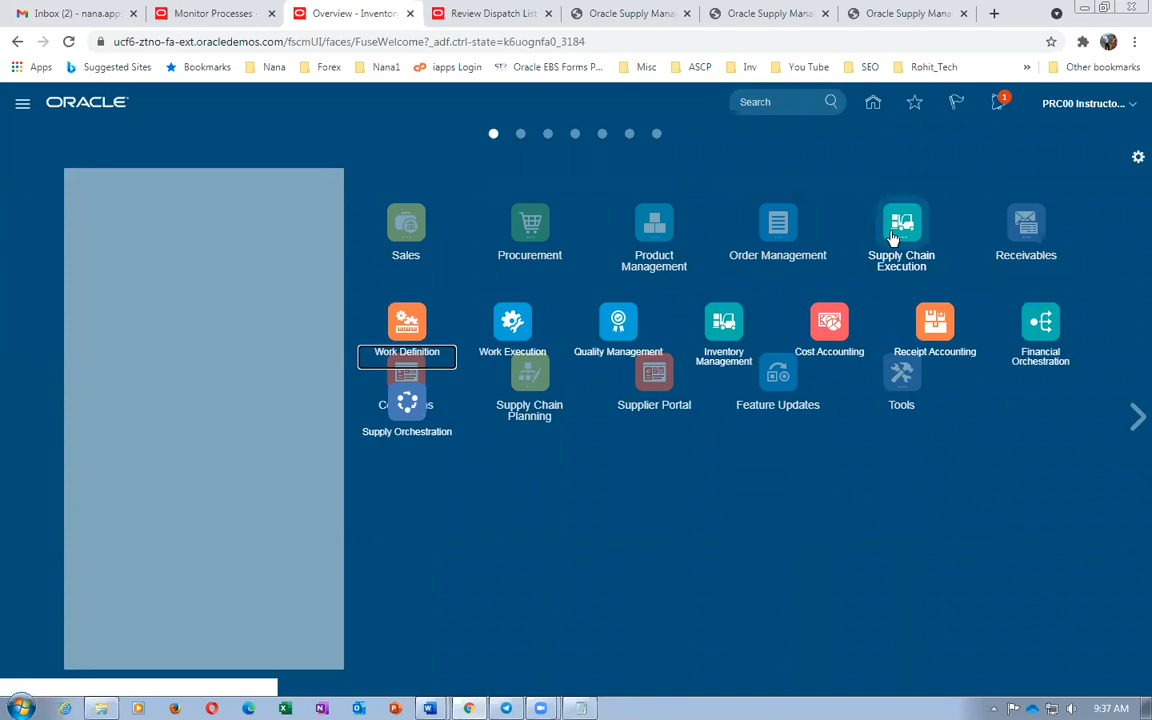 Inbox (2) - nana.app
Monitor Processes -
Overview - Inventor
Review Dispatch List
Oracle Supply Mana
Oracle Supply Mana
Oracle Supply Mana
ucf6-ztno-fa-ext.oracledemos.com/fscmUI/faces/FuseWelcome?_adf.ctrl-state=k6uognfa0_3184
Apps
Suggested Sites
Bookmarks
Nana
Forex
Nana1
iapps Login
Oracle EBS Forms P...
Misc
ASCP
Inv
You Tube
SEO
Rohit_Tech
»
Other bookmarks
ORACLE
Search
1
PRC00 Instructo...
Sales
Procurement
Product
Management
Order Management
Supply Chain
Execution
Receivables
Work Definition
Work Execution
Quality Management
Inventory
Management
Cost Accounting
Receipt Accounting
Financial
Orchestration
Supply Chain
Planning
Supplier Portal
Feature Updates
Tools
Supply Orchestration
9:37 AM